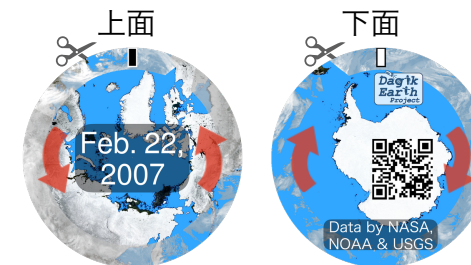 上面
下面
Feb. 22,
2007
Dagik
Earth
Project
Data by NASA,
NOAA & USGS